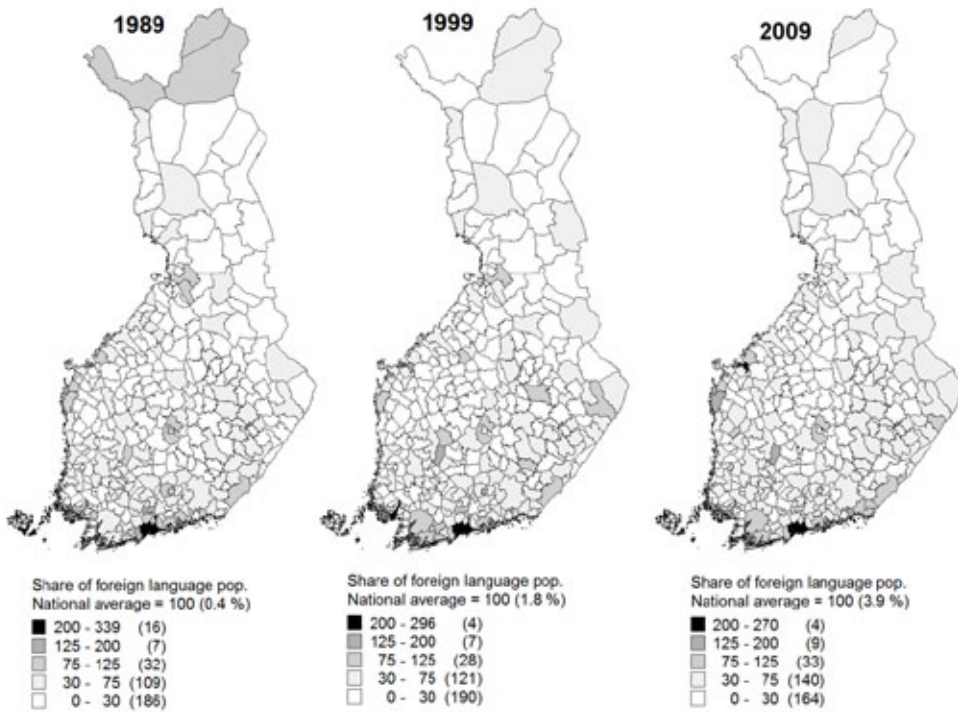 1989
1999
2009
Share of foreign language pop.
National average = 100 (0.4 %)
200 - 339 (16)
125 - 200 (7)
75 - 125 (32)
30 - 75 (109)
0 - 30 (186)
Share of foreign language pop.
National average = 100 (1.8 %)
200 - 296 (4)
125 - 200 (7)
75 - 125 (28)
30 - 75 (121)
0 - 30 (190)
Share of foreign language pop.
National average = 100 (3.9 %)
200 - 270 (4)
125 - 200 (9)
75 - 125 (33)
30 - 75 (140)
0 - 30 (164)